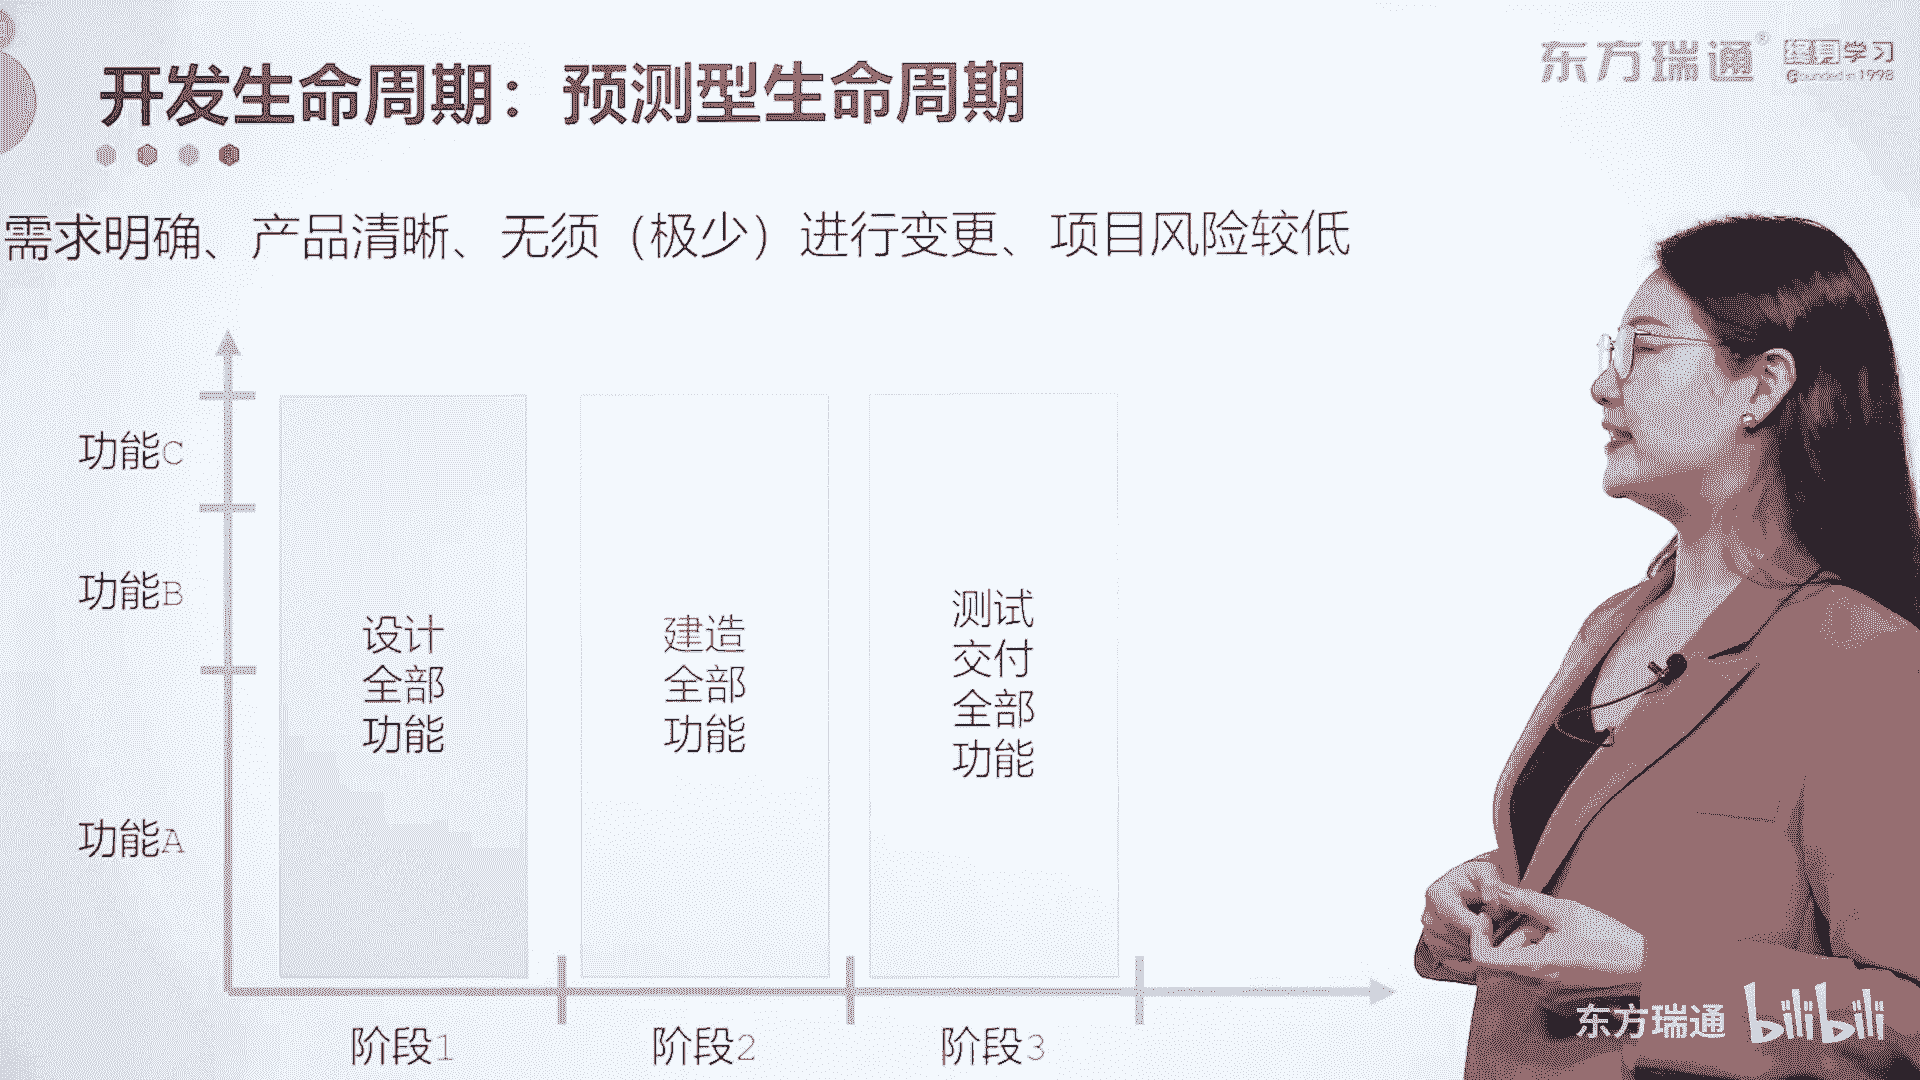 开发生命周期：预测型生命周期
东方瑞通®
终身学习
Founded in 1998
需求明确、产品清晰、无须（极少）进行变更、项目风险较低
功能C
功能B
功能A
设计
全部
功能
建造
全部
功能
测试
交付
全部
功能
阶段1
阶段2
阶段3
东方瑞通
bilibili